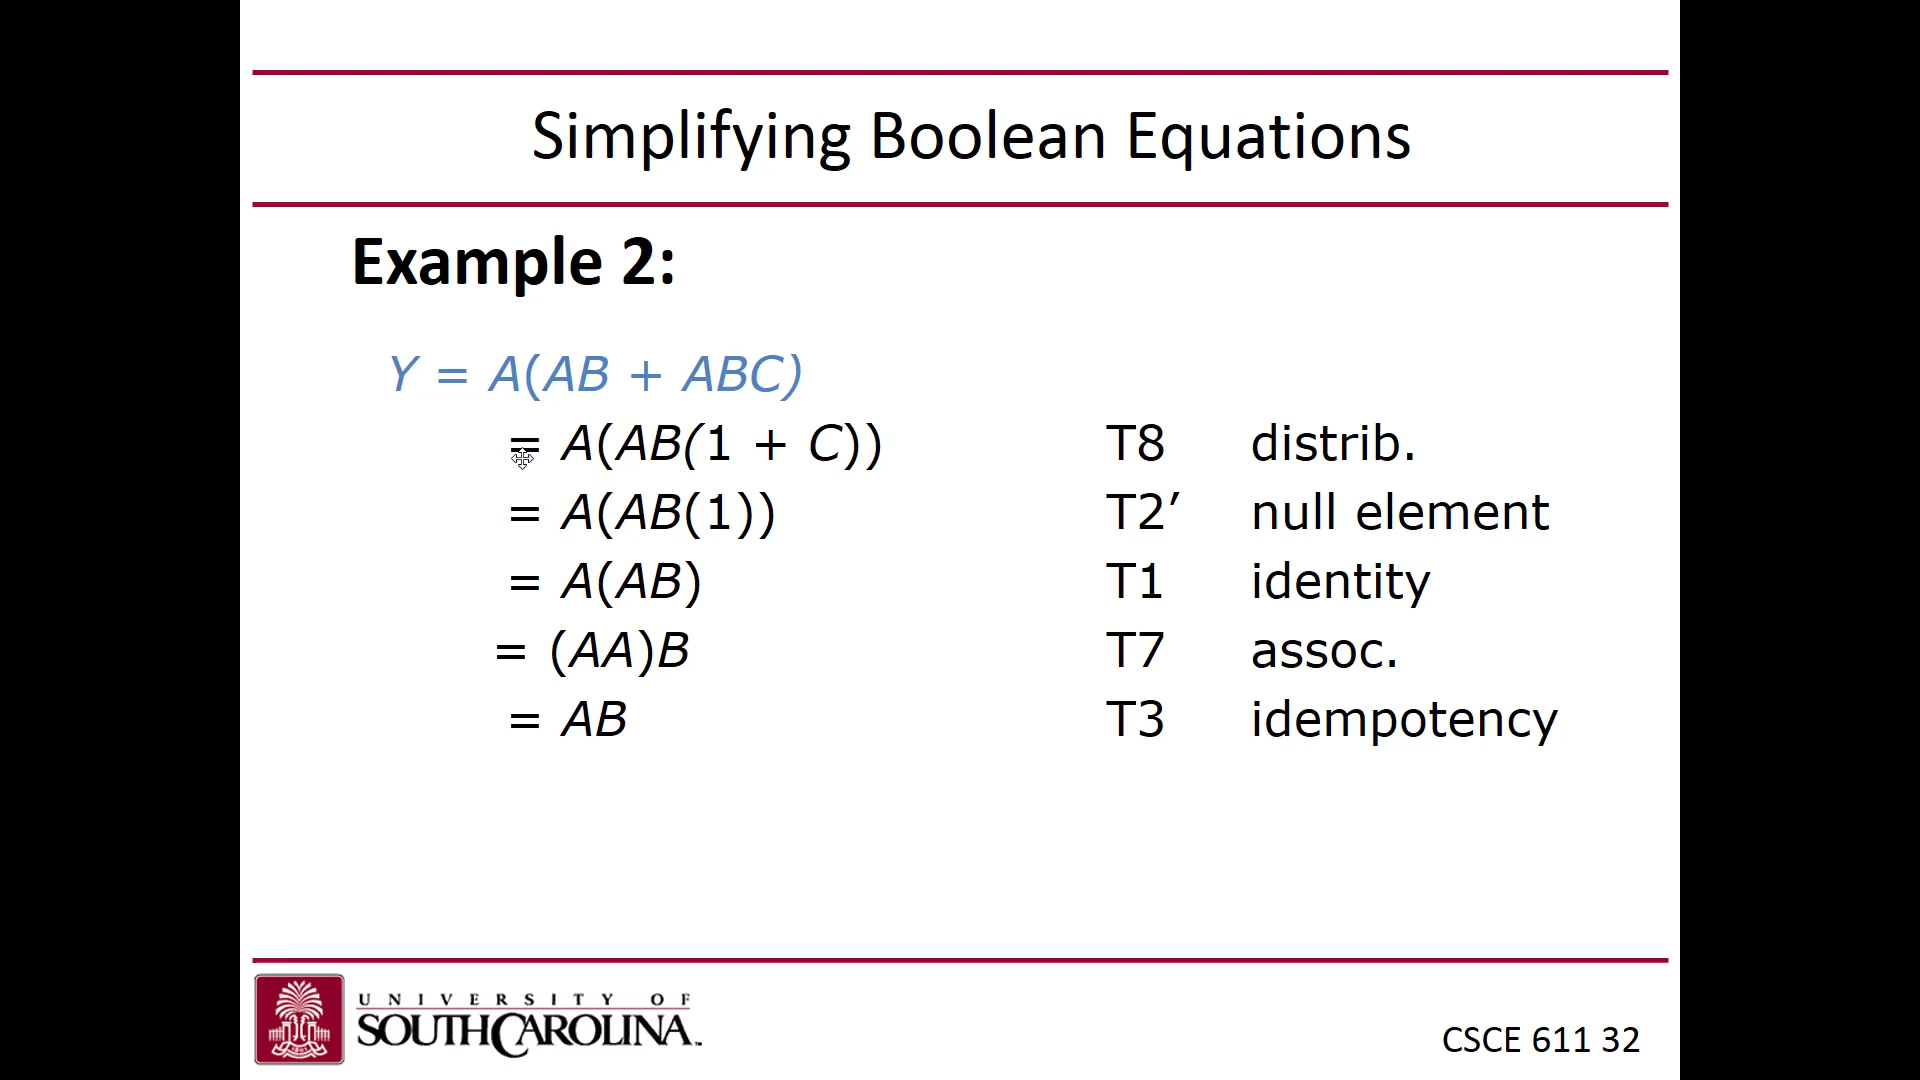 Simplifying Boolean Equations
Example 2:
Y = A(AB + ABC)
= A(AB(1 + C)) T8 distrib.
= A(AB(1)) T2′ null element
= A(AB) T1 identity
= (AA)B T7 assoc.
= AB T3 idempotency
UNIVERSITY OF
SOUTH CAROLINA™
CSCE 611 32